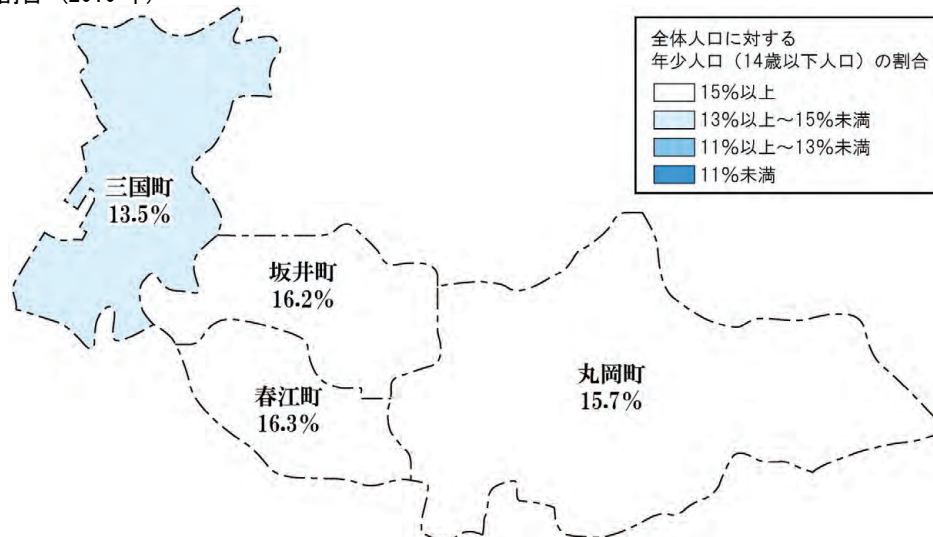 全体人口に対する
年少人口（14歳以下人口）の割合
15%以上
13%以上～15%未満
11%以上～13%未満
11%未満
三国町
13.5%
坂井町
16.2%
春江町
16.3%
丸岡町
15.7%